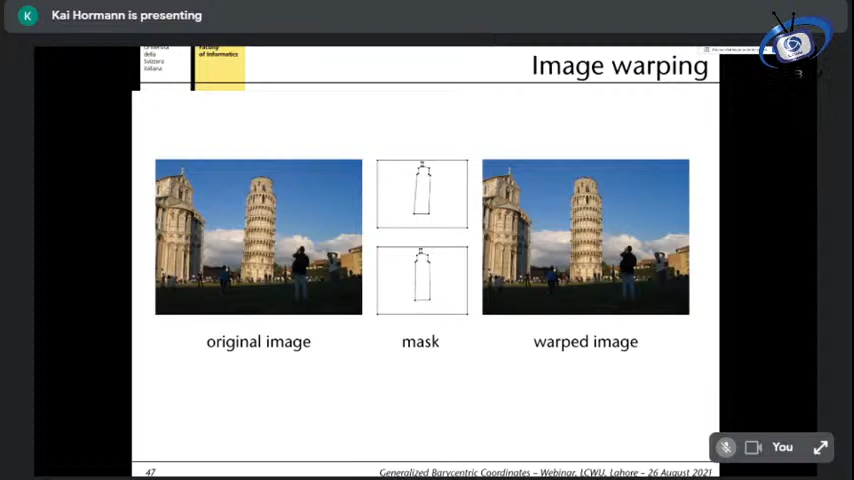 K Kai Hormann is presenting
della
Svizzera
italiana
Faculty
of Informatics
Image warping
original image
mask
warped image
47
Generalized Barycentric Coordinates – Webinar, LCWU, Lahore – 26 August 2021
You